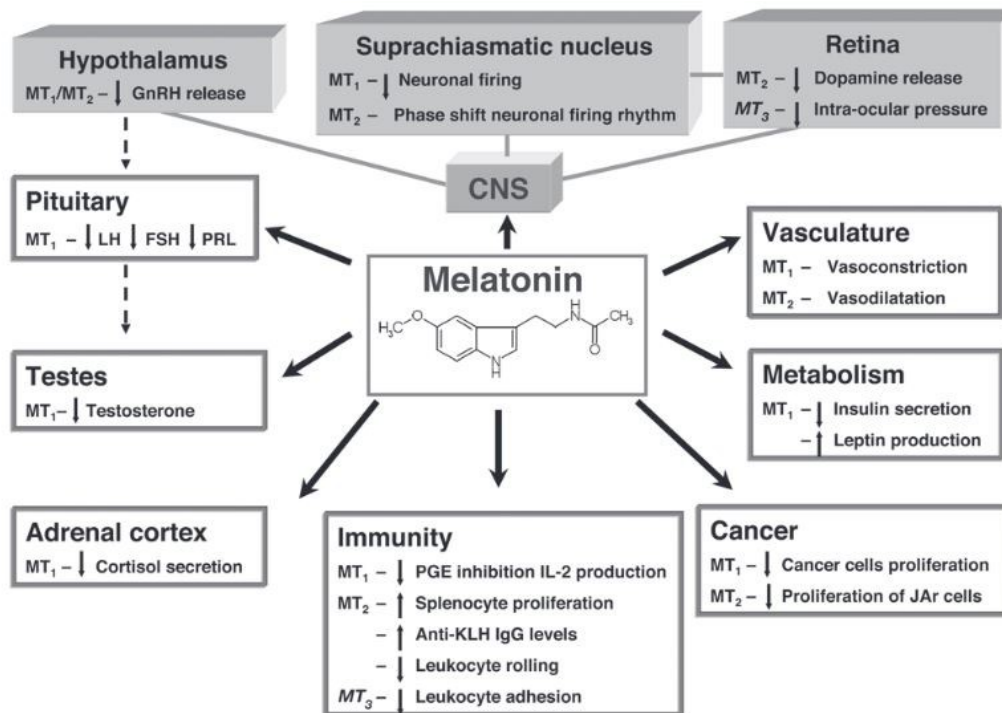 Hypothalamus
MT₁/MT₂ – ↓ GnRH release
Suprachiasmatic nucleus
MT₁ – ↓ Neuronal firing
MT₂ – Phase shift neuronal firing rhythm
Retina
MT₂ – ↓ Dopamine release
MT₃ – ↓ Intra-ocular pressure
CNS
Pituitary
MT₁ – ↓ LH ↓ FSH ↓ PRL
Melatonin
H₃C O N H N H O CH₃
Vasculature
MT₁ – Vasoconstriction
MT₂ – Vasodilatation
Testes
MT₁– ↓ Testosterone
Metabolism
MT₁ – ↓ Insulin secretion
– ↑ Leptin production
Adrenal cortex
MT₁ – ↓ Cortisol secretion
Immunity
MT₁ – ↓ PGE inhibition IL-2 production
MT₂ – ↑ Splenocyte proliferation
– ↑ Anti-KLH IgG levels
– ↓ Leukocyte rolling
MT₃ – ↓ Leukocyte adhesion
Cancer
MT₁ – ↓ Cancer cells proliferation
MT₂ – ↓ Proliferation of JAr cells